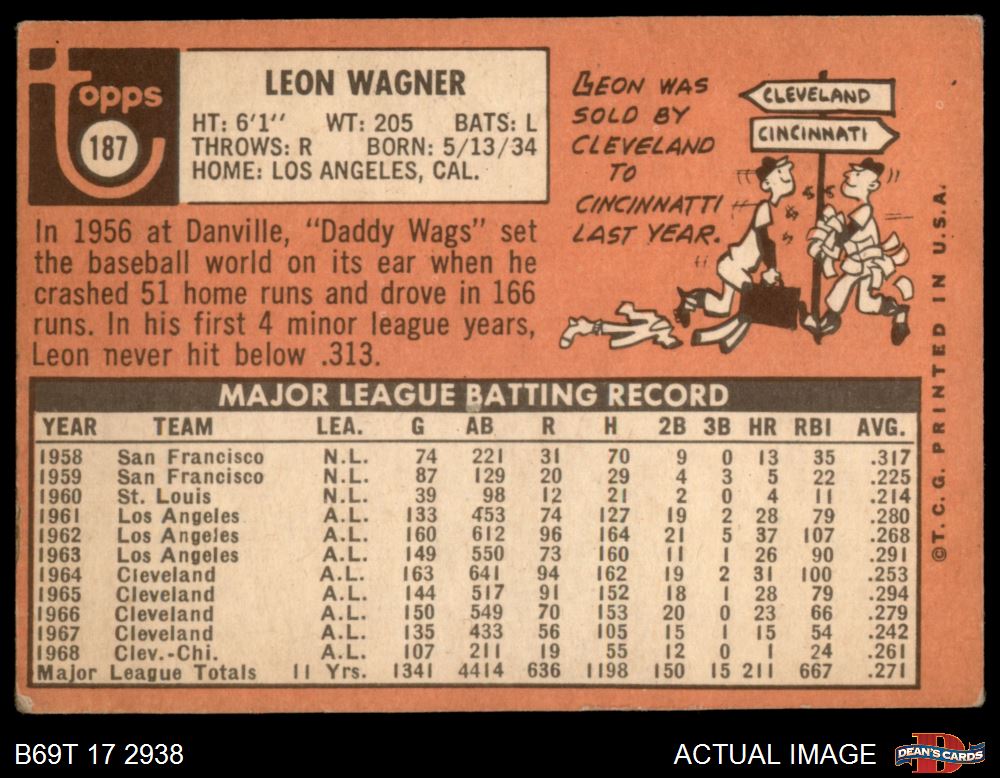 topps
187
LEON WAGNER
HT: 6'1" WT: 205 BATS: L
THROWS: R BORN: 5/13/34
HOME: LOS ANGELES, CAL.
In 1956 at Danville, "Daddy Wags" set
the baseball world on its ear when he
crashed 51 home runs and drove in 166
runs. In his first 4 minor league years,
Leon never hit below .313.
LEON WAS
SOLD BY
CLEVELAND
TO
CINCINNATTI
LAST YEAR.
CLEVELAND
CINCINNATI
MAJOR LEAGUE BATTING RECORD
YEAR TEAM LEA. G AB R H 2B 3B HR RBI AVG.
1958 San Francisco N.L. 74 221 31 70 9 0 13 35 .317
1959 San Francisco N.L. 87 129 20 29 4 3 5 22 .225
1960 St. Louis N.L. 39 98 12 21 2 0 4 11 .214
1961 Los Angeles A.L. 133 453 74 127 19 2 28 79 .280
1962 Los Angeles A.L. 160 612 96 164 21 5 37 107 .268
1963 Los Angeles A.L. 149 550 73 160 11 1 26 90 .291
1964 Cleveland A.L. 163 641 94 162 19 2 31 100 .253
1965 Cleveland A.L. 144 517 91 152 18 1 28 79 .294
1966 Cleveland A.L. 150 549 70 153 20 0 23 66 .279
1967 Cleveland A.L. 135 433 56 105 15 1 15 54 .242
1968 Clev.-Chi. A.L. 107 211 19 55 12 0 1 24 .261
Major League Totals 11 Yrs. 1341 4414 636 1198 150 15 211 667 .271
©T. C. G. PRINTED IN U.S.A.
B69T 17 2938
ACTUAL IMAGE
D
DEAN'S CARDS